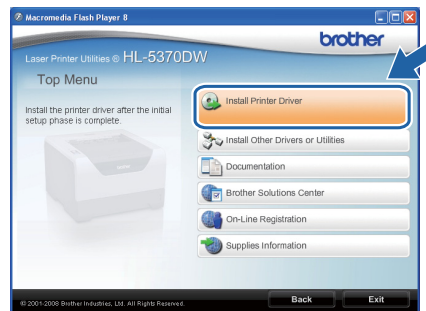 Macromedia Flash Player 8
brother
Laser Printer Utilities ® HL-5370DW
Top Menu
Install the printer driver after the initial
setup phase is complete.
Install Printer Driver
Install Other Drivers or Utilities
Documentation
Brother Solutions Center
On-Line Registration
Supplies Information
© 2001-2008 Brother Industries, Ltd. All Rights Reserved.
Back
Exit